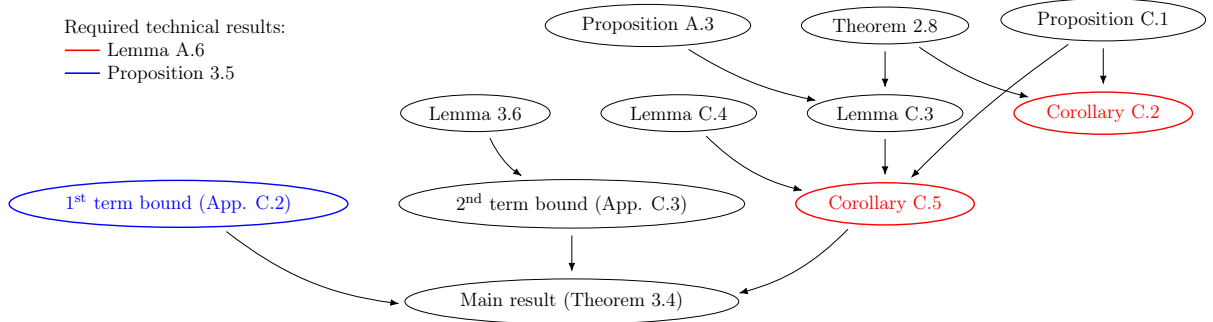 Required technical results:
Lemma A.6
Proposition 3.5
Proposition A.3
Theorem 2.8
Proposition C.1
Lemma 3.6
Lemma C.4
Lemma C.3
Corollary C.2
1st term bound (App. C.2)
2nd term bound (App. C.3)
Corollary C.5
Main result (Theorem 3.4)